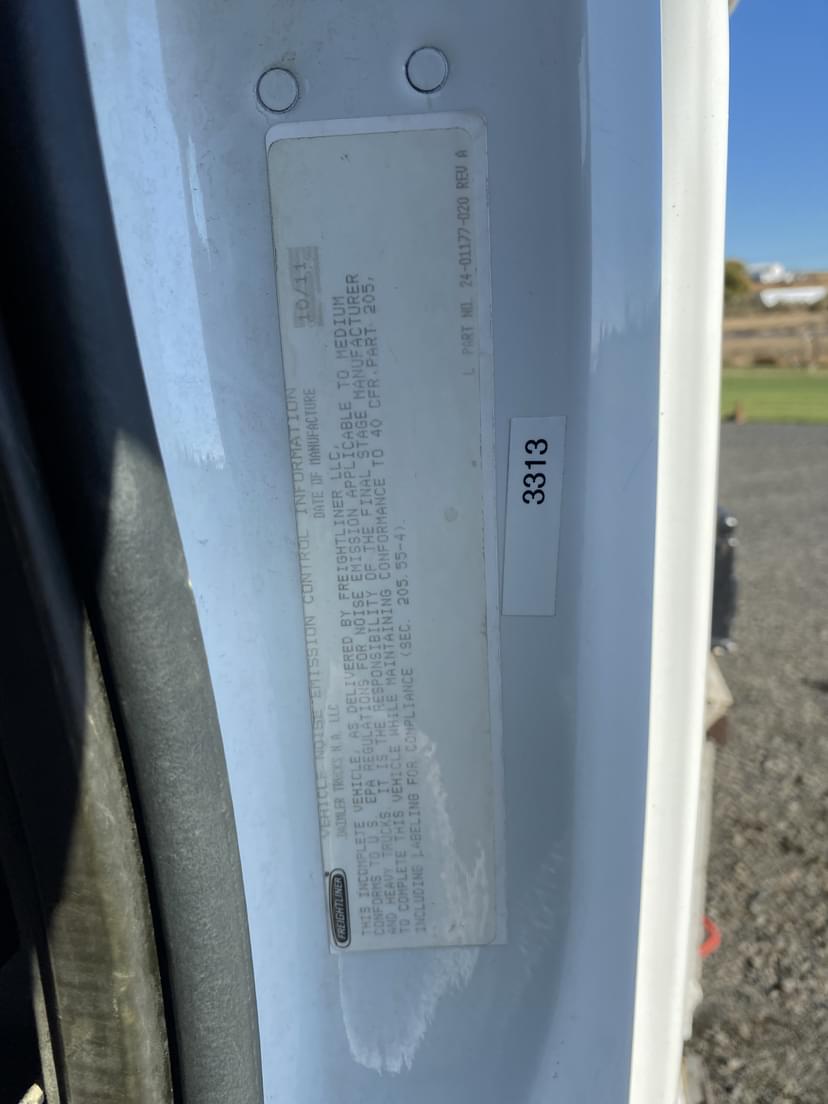 VEHICLE NOISE EMISSION CONTROL INFORMATION
DAIMLER TRUCKS N.A. LLC DATE OF MANUFACTURE 10/11
FREIGHTLINER
THIS INCOMPLETE VEHICLE, AS DELIVERED BY FREIGHTLINER LLC,
CONFORMS TO U.S. EPA REGULATIONS FOR NOISE EMISSION APPLICABLE TO MEDIUM
AND HEAVY TRUCKS. IT IS THE RESPONSIBILITY OF THE FINAL STAGE MANUFACTURER
TO COMPLETE THIS VEHICLE WHILE MAINTAINING CONFORMANCE TO 40 CFR.PART 205,
INCLUDING LABELING FOR COMPLIANCE (SEC. 205.55-4).
L PART NO. 24-01177-020 REV A
3313